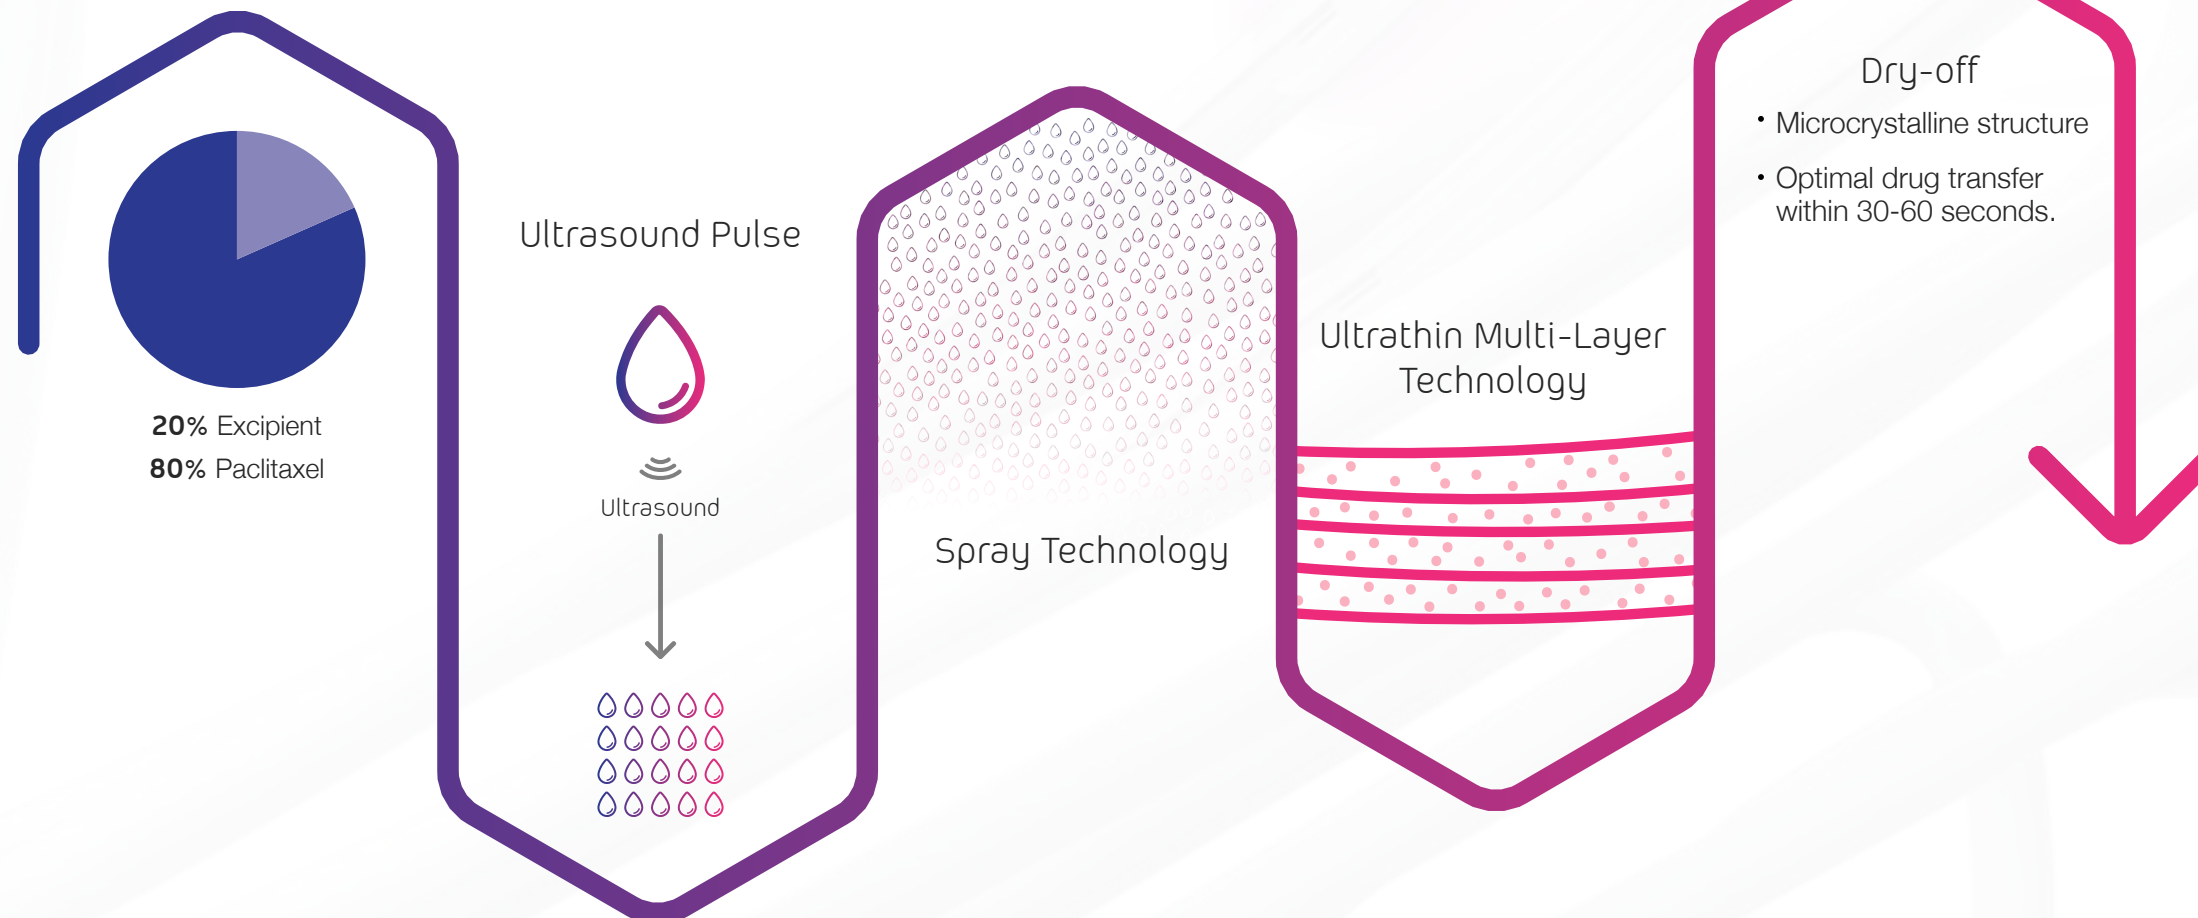 20% Excipient
80% Paclitaxel
Ultrasound Pulse
Ultrasound
Spray Technology
Ultrathin Multi-Layer
Technology
Dry-off
• Microcrystalline structure
• Optimal drug transfer
within 30-60 seconds.